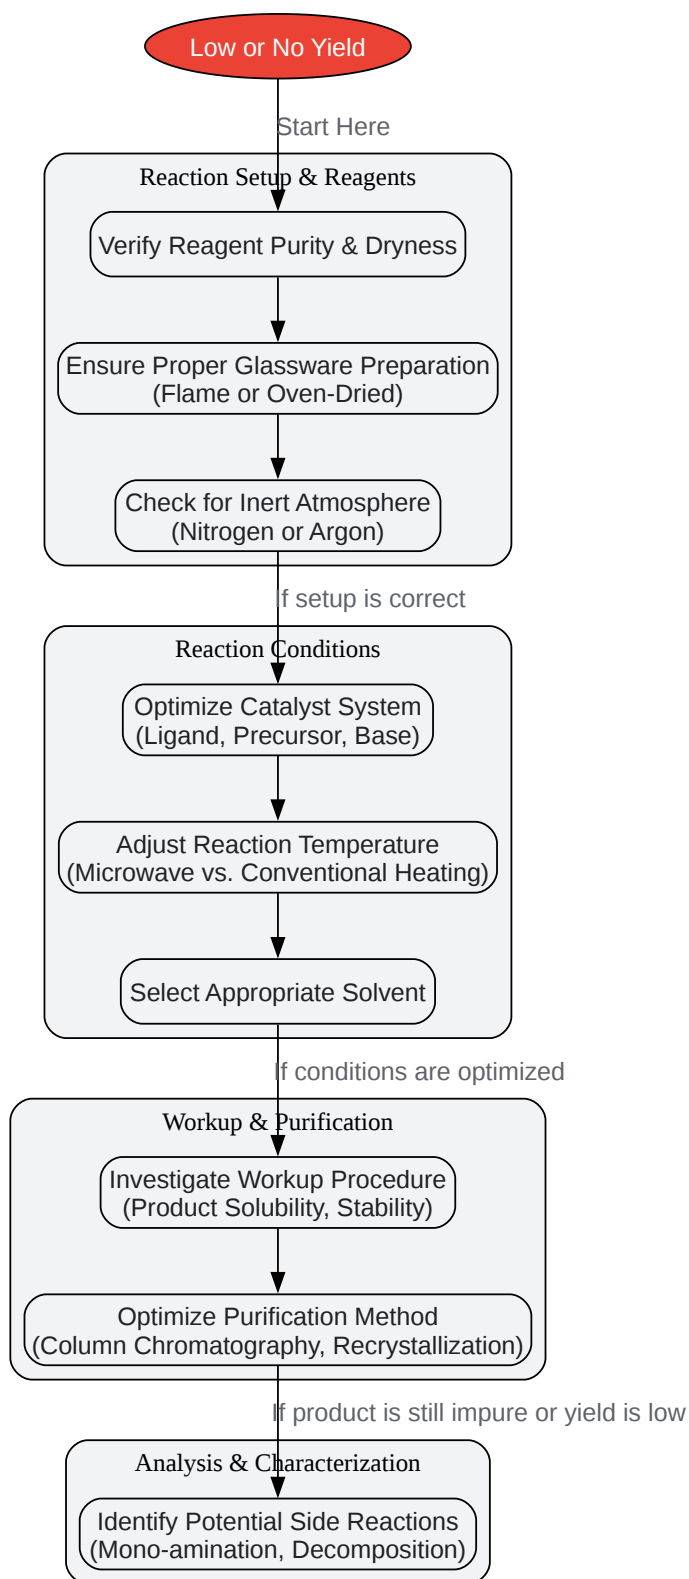 Low or No Yield
Start Here
Reaction Setup & Reagents
Verify Reagent Purity & Dryness
Ensure Proper Glassware Preparation
(Flame or Oven-Dried)
Check for Inert Atmosphere
(Nitrogen or Argon)
If setup is correct
Reaction Conditions
Optimize Catalyst System
(Ligand, Precursor, Base)
Adjust Reaction Temperature
(Microwave vs. Conventional Heating)
Select Appropriate Solvent
If conditions are optimized
Workup & Purification
Investigate Workup Procedure
(Product Solubility, Stability)
Optimize Purification Method
(Column Chromatography, Recrystallization)
If product is still impure or yield is low
Analysis & Characterization
Identify Potential Side Reactions
(Mono-amination, Decomposition)